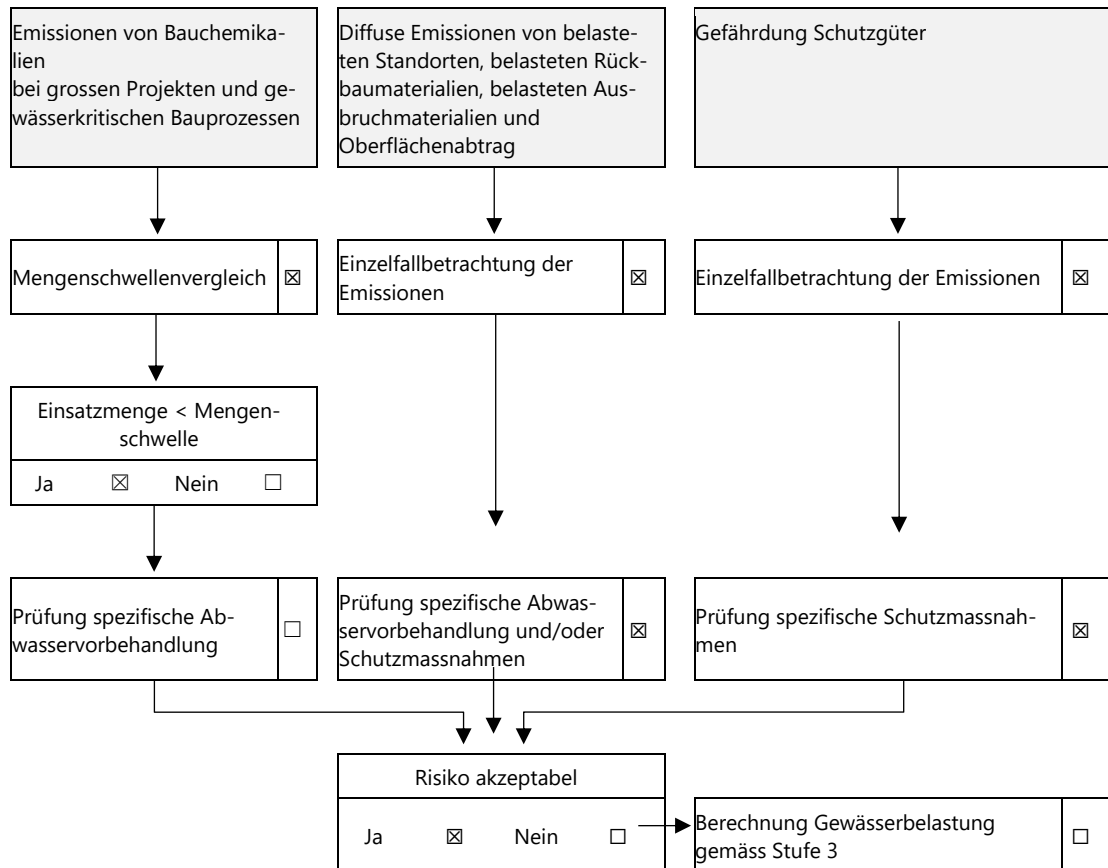 Emissionen von Bauchemika-
lien
bei grossen Projekten und ge-
wässerkritischen Bauprozessen
Diffuse Emissionen von belaste-
ten Standorten, belasteten Rück-
baumaterialien, belasteten Aus-
bruchmaterialien und
Oberflächenabtrag
Gefährdung Schutzgüter
Mengenschwellenvergleich ☒
Einzelfallbetrachtung der
Emissionen ☒
Einzelfallbetrachtung der Emissionen ☒
Einsatzmenge < Mengen-
schwelle
Ja ☒ Nein ☐
Prüfung spezifische Ab-
wasservorbehandlung ☐
Prüfung spezifische Abwas-
servorbehandlung und/oder
Schutzmassnahmen ☒
Prüfung spezifische Schutzmassnah-
men ☒
Risiko akzeptabel
Ja ☒ Nein ☐
Berechnung Gewässerbelastung
gemäss Stufe 3 ☐